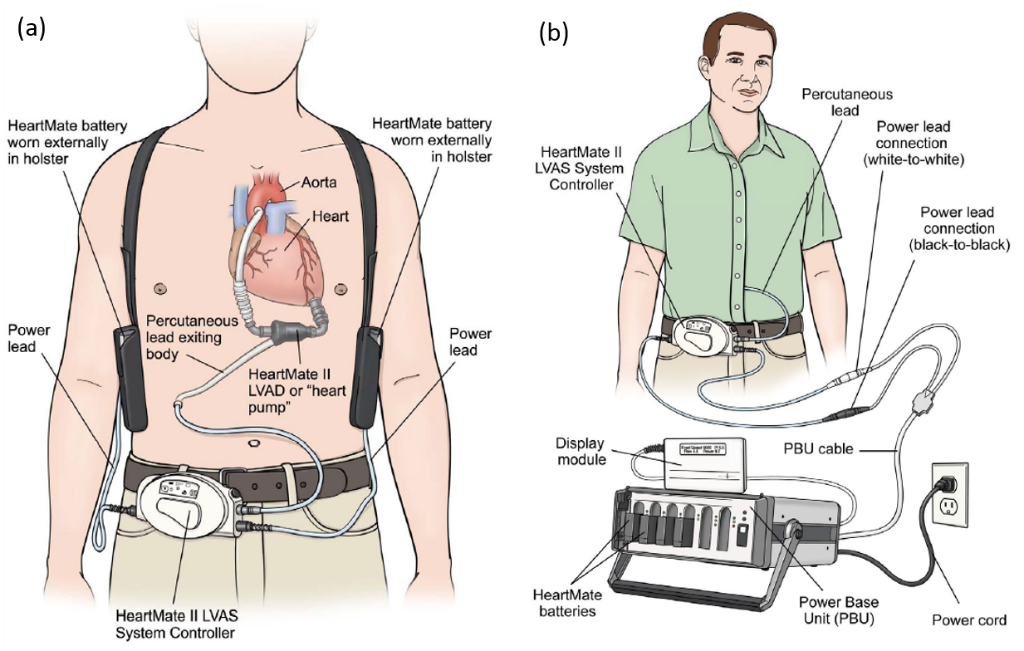 (a)
HeartMate battery
worn externally
in holster
HeartMate battery
worn externally
in holster
Aorta
Heart
Power
lead
Percutaneous
lead exiting
body
HeartMate II
LVAD or “heart
pump”
Power
lead
HeartMate II LVAS
System Controller
(b)
Percutaneous
lead
Power lead
connection
(white-to-white)
HeartMate II
LVAS System
Controller
Power lead
connection
(black-to-black)
Display
module
PBU cable
HeartMate
batteries
Power Base
Unit (PBU)
Power cord